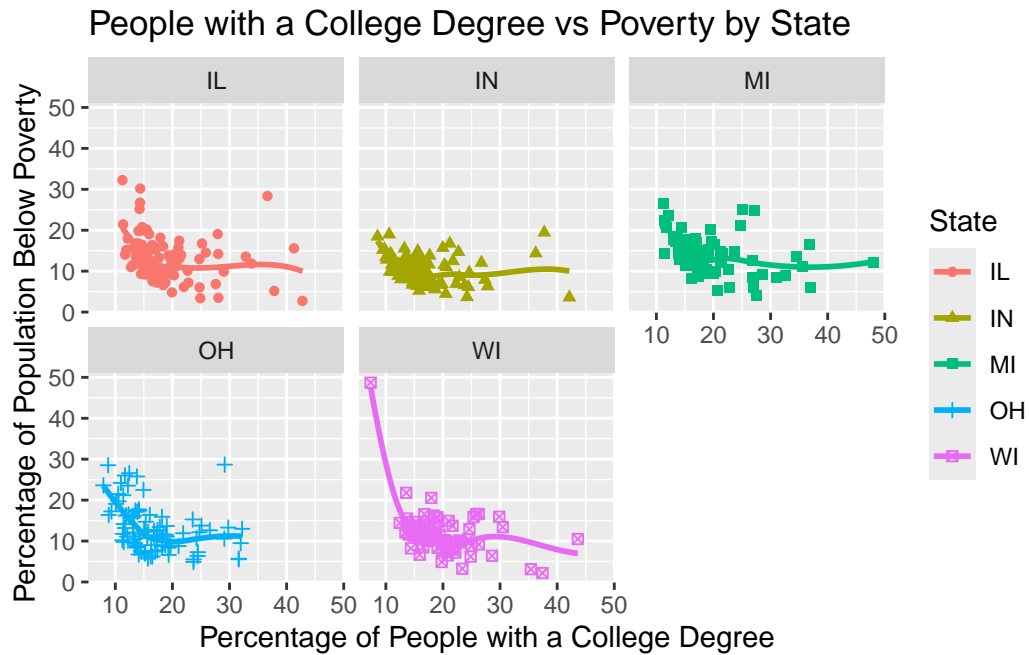 People with a College Degree vs Poverty by State
Percentage of Population Below Poverty
IL
IN
MI
50
40
30
20
10
0
10 20 30 40 50
OH
WI
50
40
30
20
10
0
10 20 30 40 50
10 20 30 40 50
Percentage of People with a College Degree
State
IL
IN
MI
OH
WI